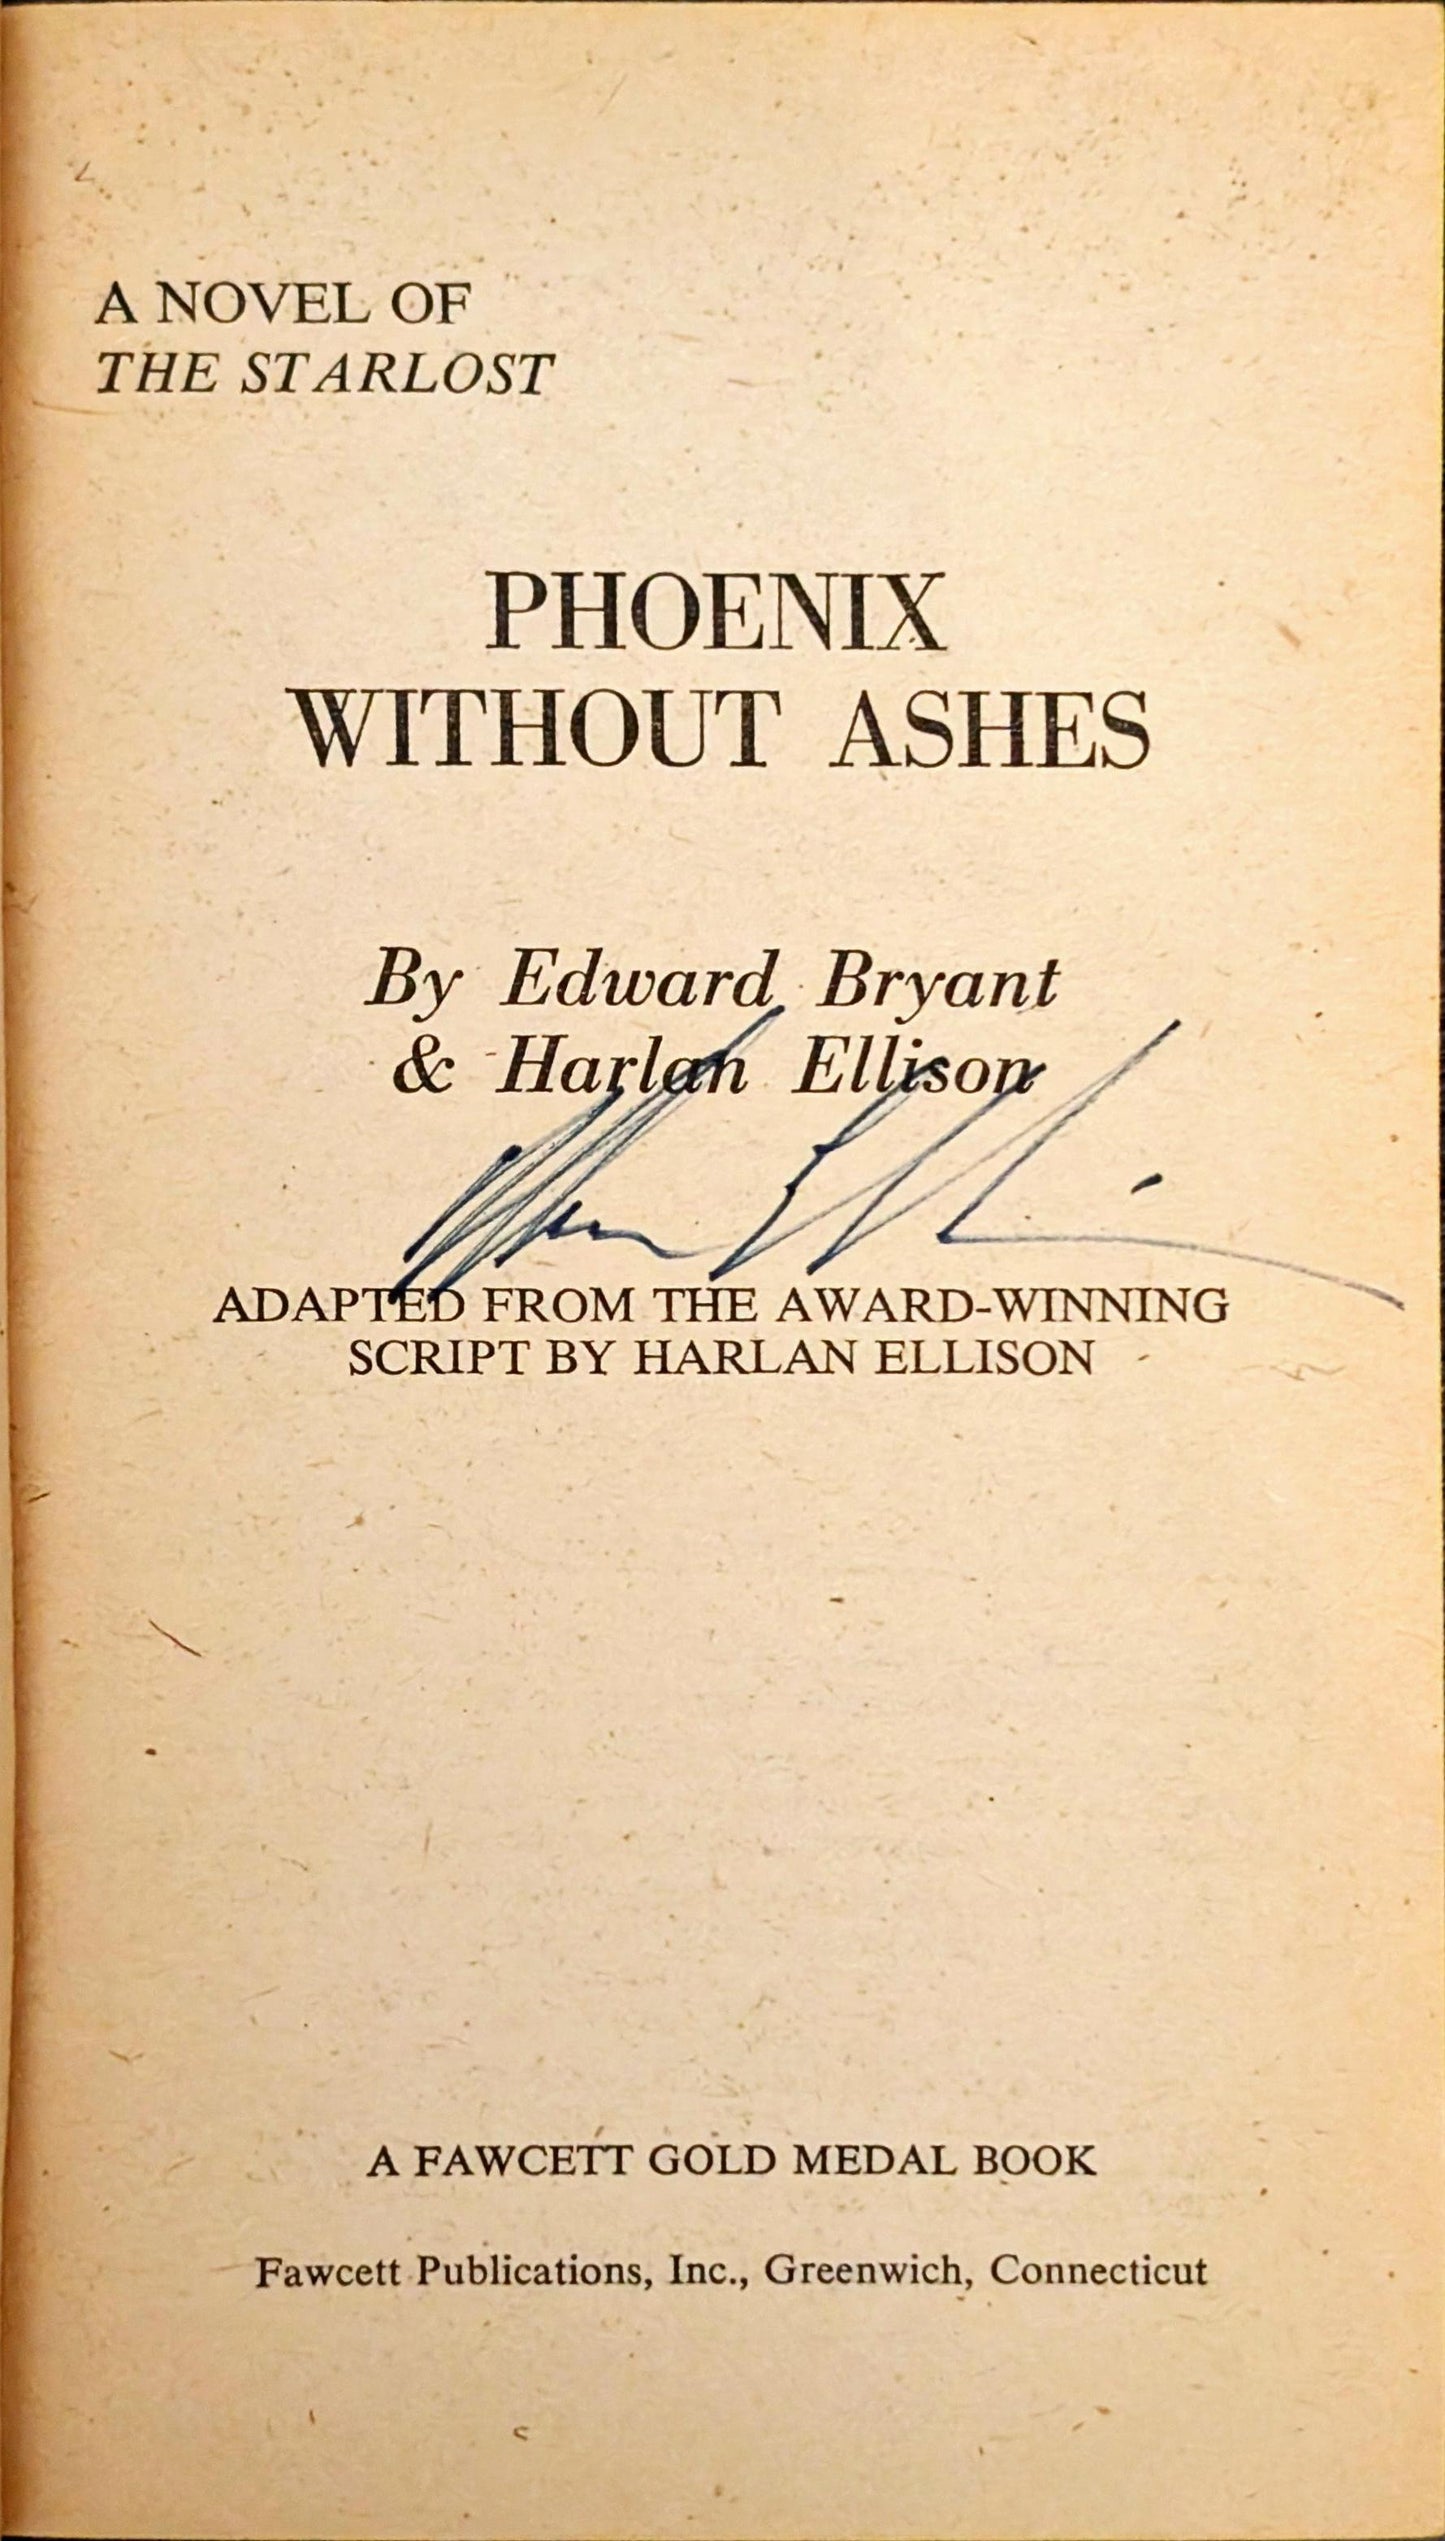 A NOVEL OF
THE STARLOST
PHOENIX
WITHOUT ASHES
By Edward Bryant
& Harlan Ellison
ADAPTED FROM THE AWARD-WINNING
SCRIPT BY HARLAN ELLISON
A FAWCETT GOLD MEDAL BOOK
Fawcett Publications, Inc., Greenwich, Connecticut